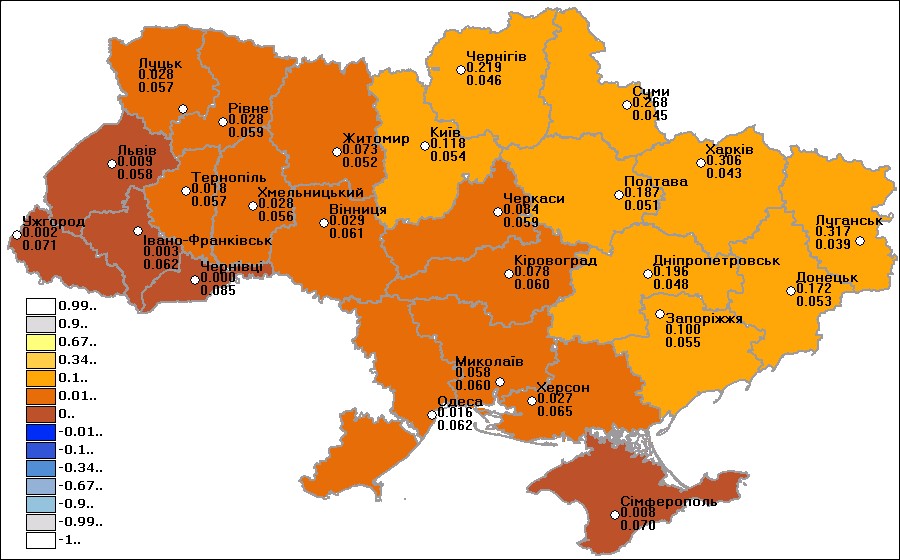 Чернігів
0.219
0.046
Луцьк
0.028
0.057
Суми
0.268
0.045
Рівне
0.028
0.059
Київ
0.118
0.054
Житомир
0.073
0.052
Харків
0.306
0.043
Львів
0.009
0.058
Тернопіль
0.018
0.057
Хмельницький
0.028
0.056
Полтава
0.187
0.051
Черкаси
0.084
0.059
Вінниця
0.029
0.061
Ужгород
0.002
0.071
Луганськ
0.317
0.039
Івано-Франківськ
0.003
0.062
Чернівці
0.000
0.085
Кіровоград
0.078
0.060
Дніпропетровськ
0.196
0.048
Донецьк
0.172
0.053
Запоріжжя
0.100
0.055
Миколаїв
0.058
0.060
Херсон
0.027
0.065
Одеса
0.016
0.062
Сімферополь
0.008
0.070
0.99..
0.9..
0.67..
0.34..
0.1..
0.01..
0..
-0.01..
-0.1..
-0.34..
-0.67..
-0.9..
-0.99..
-1..